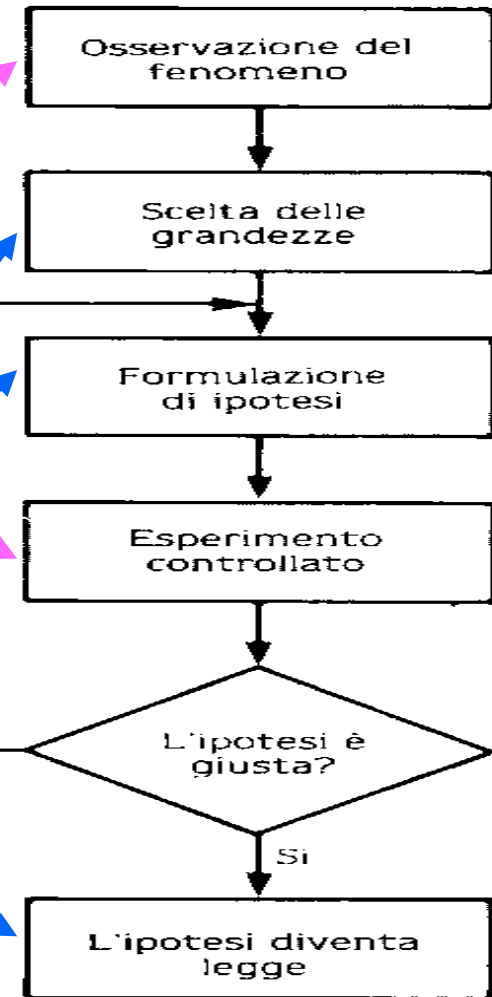 Osservazione del
fenomeno
Scelta delle
grandezze
Formulazione
di ipotesi
Esperimento
controllato
L'ipotesi è
giusta?
Si
L'ipotesi diventa
legge